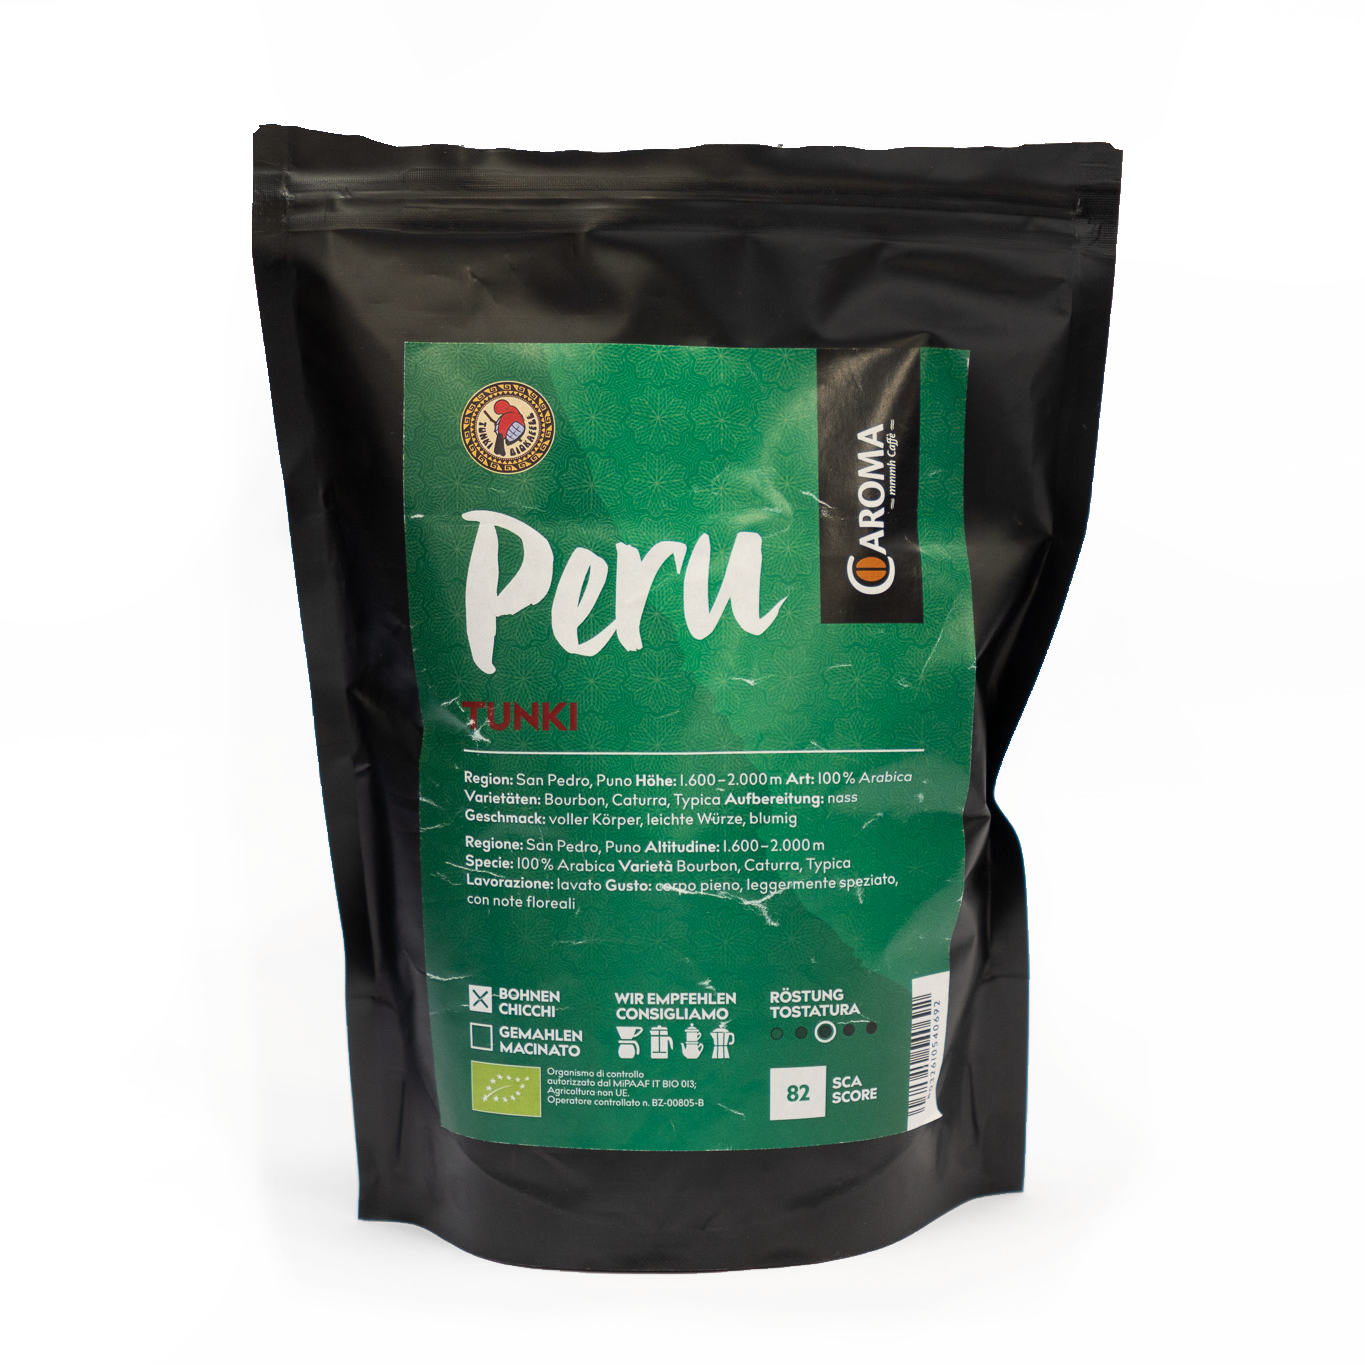 TUNKI
CAROMA
mmmh Caffè
Peru
TUNKI
Region: San Pedro, Puno Höhe: 1.600–2.000 m Art: 100% Arabica
Varietäten: Bourbon, Caturra, Typica Aufbereitung: nass
Geschmack: voller Körper, leichte Würze, blumig
Regione: San Pedro, Puno Altitudine: 1.600–2.000 m
Specie: 100% Arabica Varietà Bourbon, Caturra, Typica
Lavorazione: lavato Gusto: corpo pieno, leggermente speziato,
con note floreali
BOHNEN
CHICCHI
GEMAHLEN
MACINATO
WIR EMPFEHLEN
CONSIGLIAMO
RÖSTUNG
TOSTATURA
Organismo di controllo
autorizzato dal MiPAAF IT BIO 013;
Agricoltura non UE.
Operatore controllato n. BZ-00805-B
82
SCA
SCORE